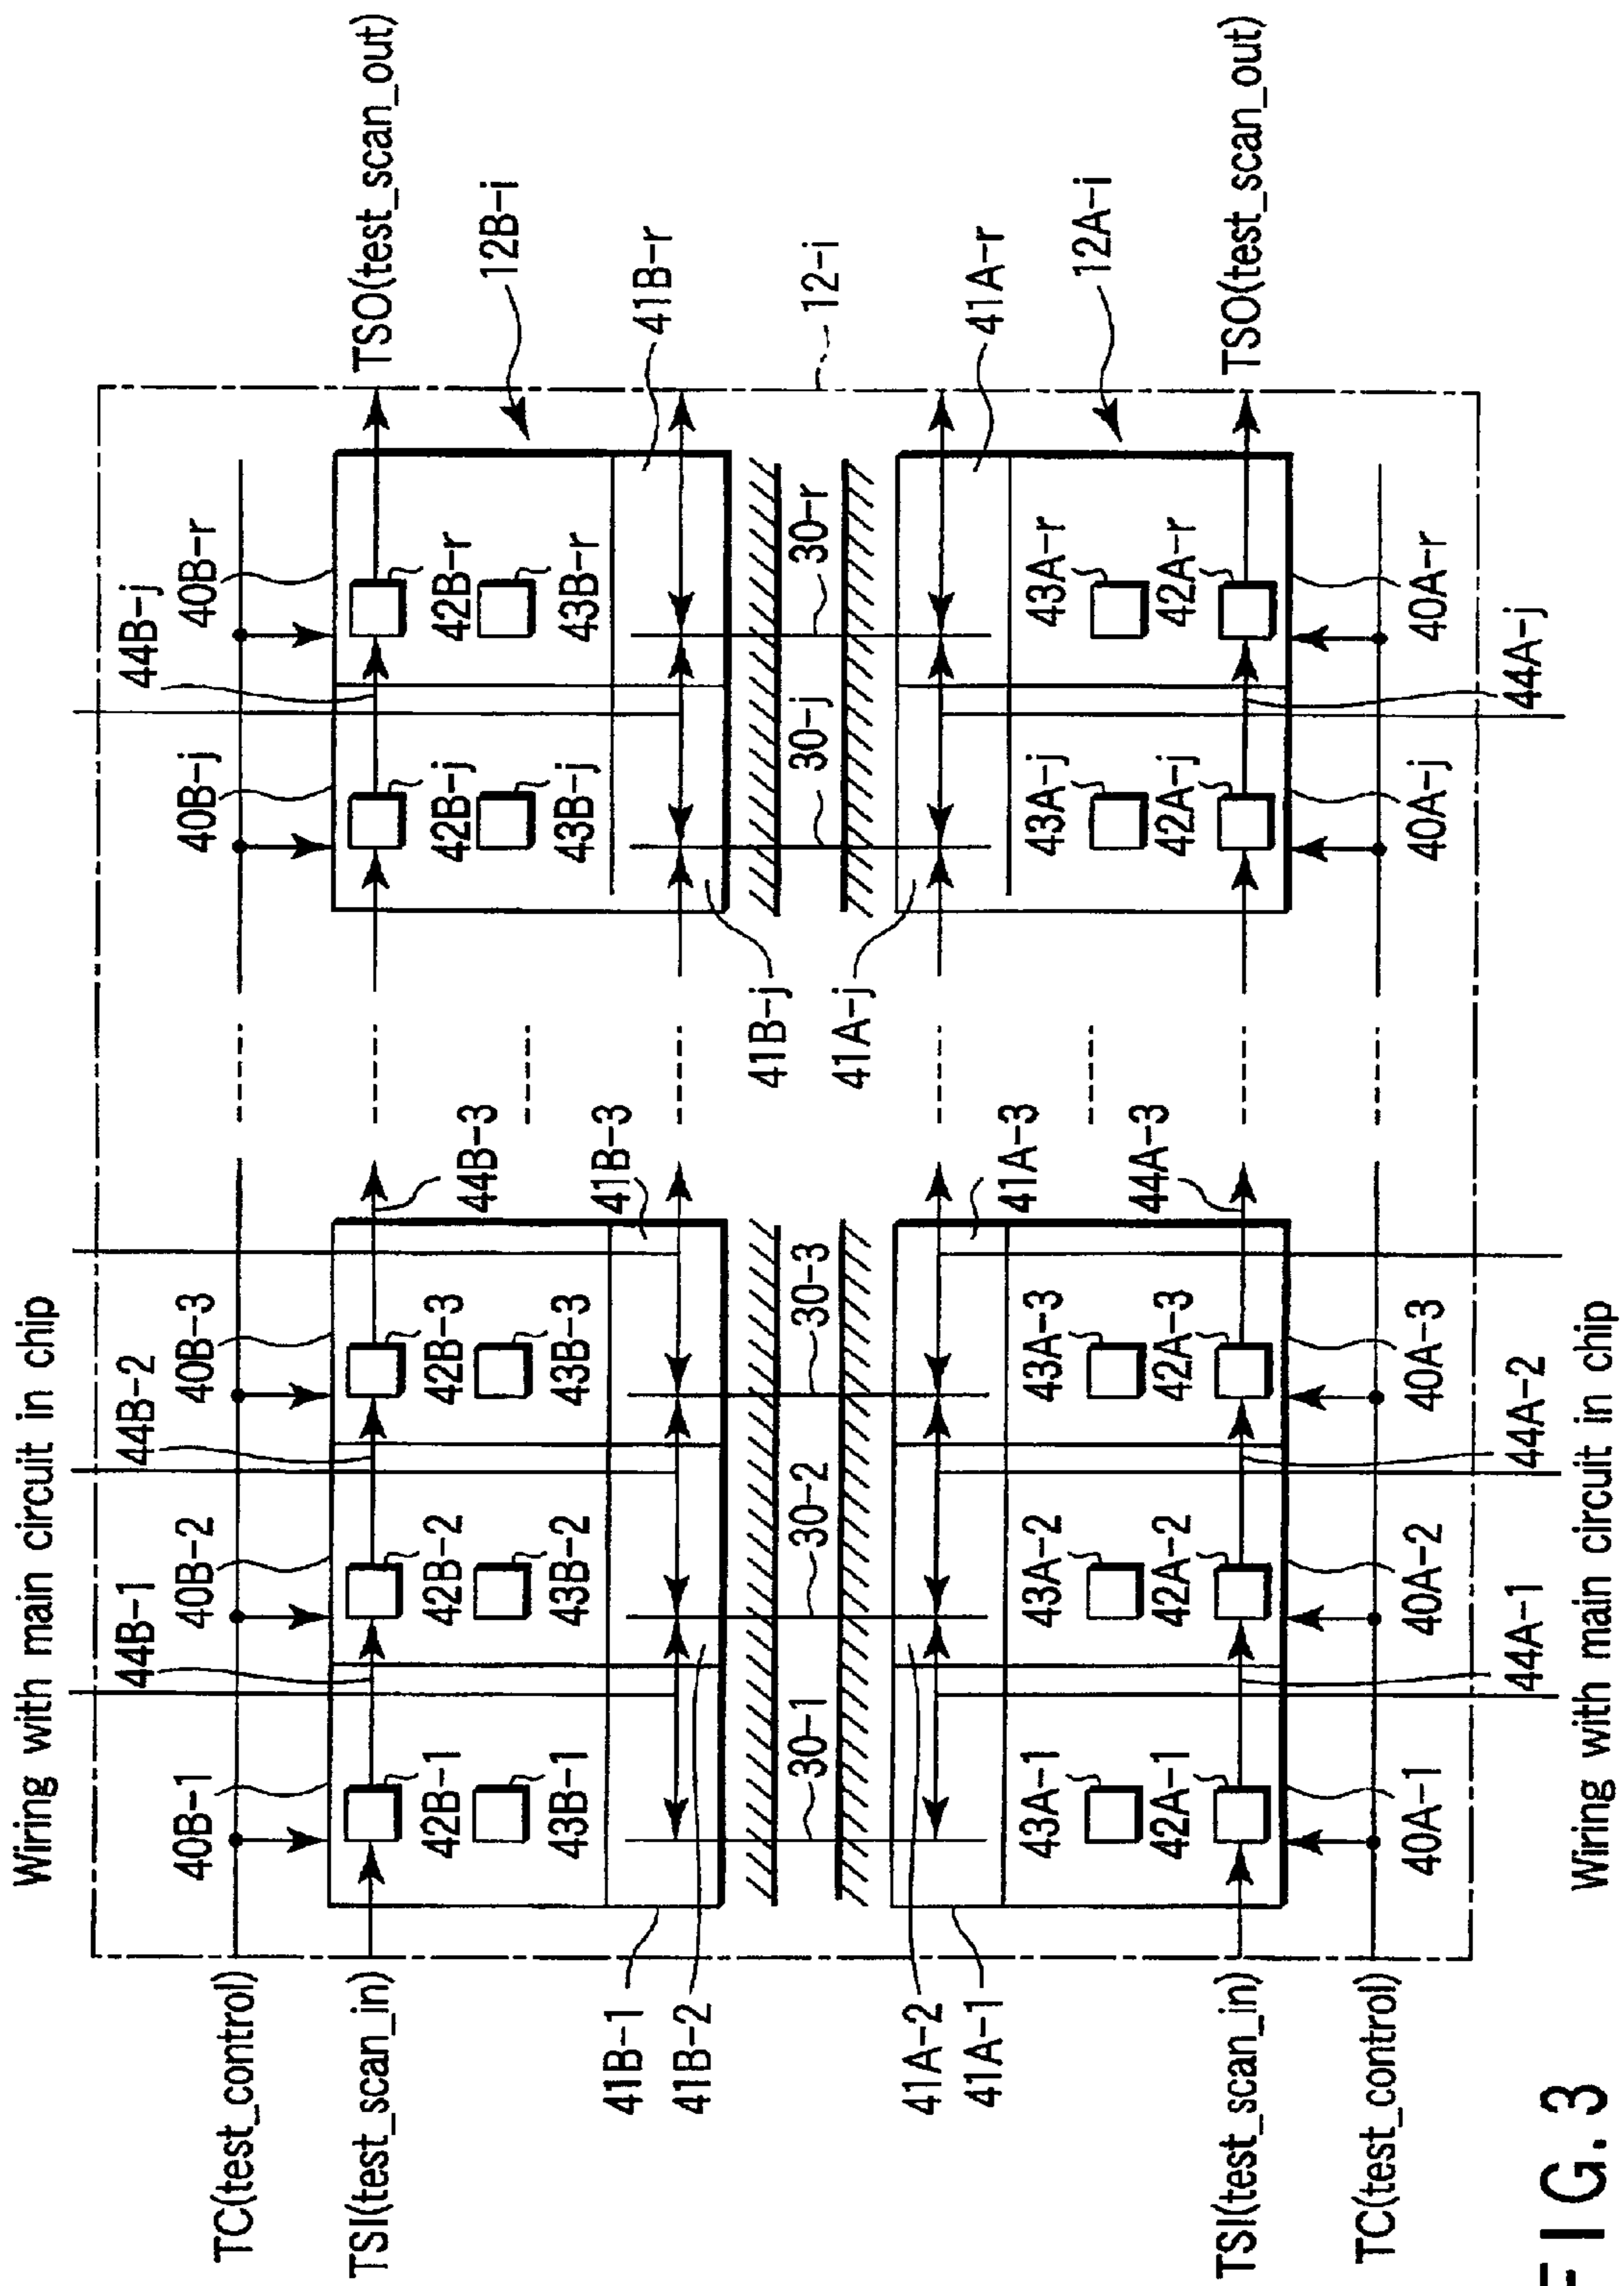 Wiring with main circuit in chip
44B-1
44B-2
44B-j
40B-1
40B-2
40B-3
40B-j
40B-r
TC(test_control)
TSI(test_scan_in)
TSO(test_scan_out)
42B-1
42B-2
42B-3
44B-3
42B-j
42B-r
12B-i
43B-1
43B-2
43B-3
43B-j
43B-r
41B-1
41B-2
41B-3
41B-j
41B-r
30-1
30-2
30-3
30-j
30-r
12-i
41A-2
41A-1
41A-3
41A-j
41A-r
43A-1
43A-2
43A-3
43A-j
43A-r
12A-i
42A-1
42A-2
42A-3
44A-3
42A-j
42A-r
TSI(test_scan_in)
TSO(test_scan_out)
TC(test_control)
40A-1
40A-2
40A-3
40A-j
40A-r
44A-1
44A-2
44A-j
Wiring with main circuit in chip
FIG. 3